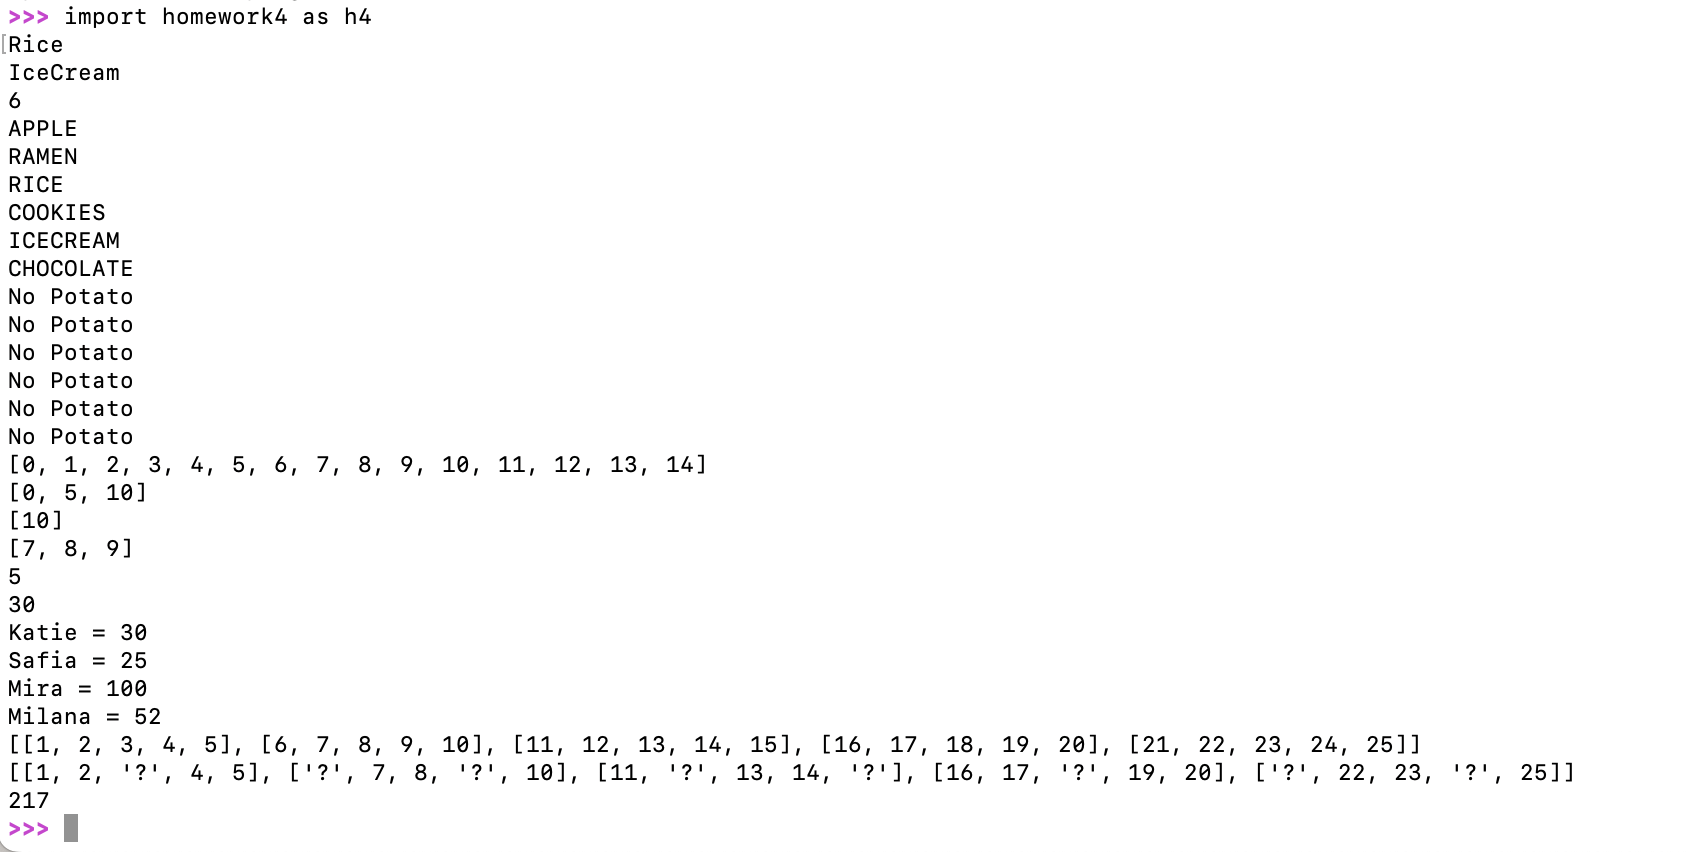 >>> import homework4 as h4
Rice
IceCream
6
APPLE
RAMEN
RICE
COOKIES
ICECREAM
CHOCOLATE
No Potato
No Potato
No Potato
No Potato
No Potato
No Potato
[0, 1, 2, 3, 4, 5, 6, 7, 8, 9, 10, 11, 12, 13, 14]
[0, 5, 10]
[10]
[7, 8, 9]
5
30
Katie = 30
Safia = 25
Mira = 100
Milana = 52
[[1, 2, 3, 4, 5], [6, 7, 8, 9, 10], [11, 12, 13, 14, 15], [16, 17, 18, 19, 20], [21, 22, 23, 24, 25]]
[[1, 2, '?', 4, 5], ['?', 7, 8, '?', 10], [11, '?', 13, 14, '?'], [16, 17, '?', 19, 20], ['?', 22, 23, '?', 25]]
217
>>>